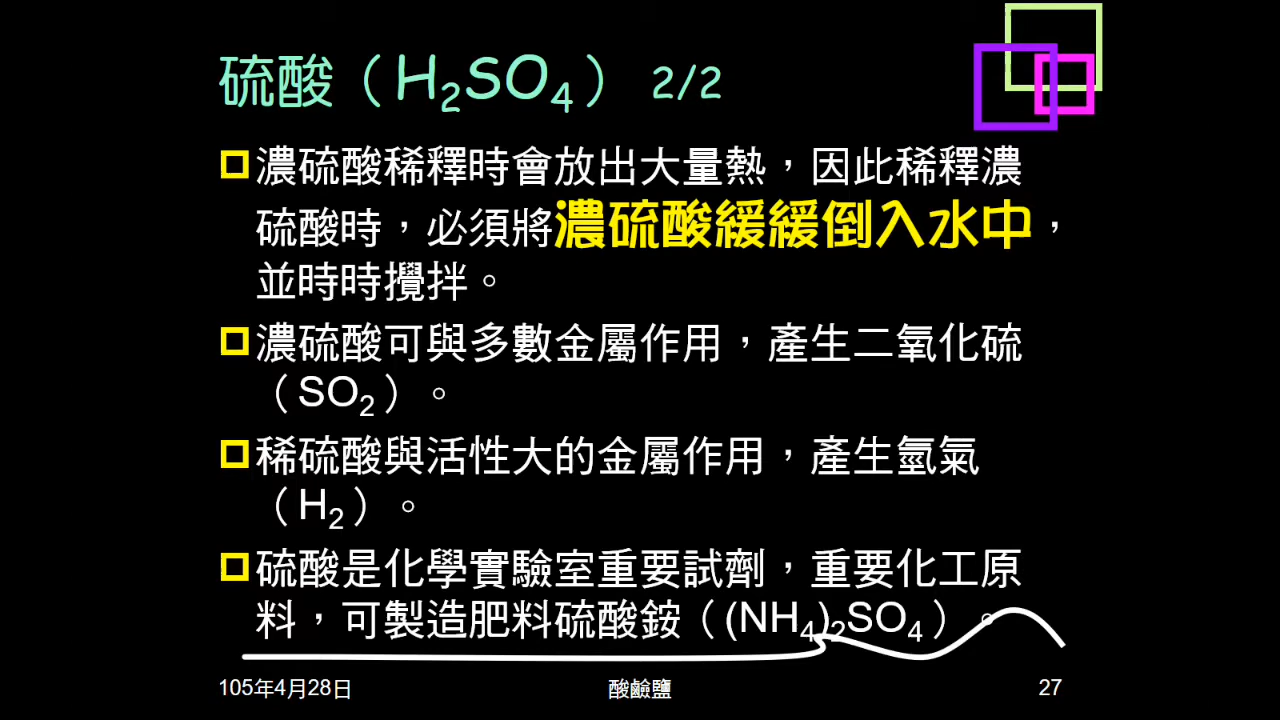 硫酸（H₂SO₄） 2/2
濃硫酸稀釋時會放出大量熱，因此稀釋濃
硫酸時，必須將濃硫酸緩緩倒入水中，
並時時攪拌。
濃硫酸可與多數金屬作用，產生二氧化硫
（SO₂）。
稀硫酸與活性大的金屬作用，產生氫氣
（H₂）。
硫酸是化學實驗室重要試劑，重要化工原
料，可製造肥料硫酸銨（(NH₄)₂SO₄）。
105年4月28日
酸鹼鹽
27